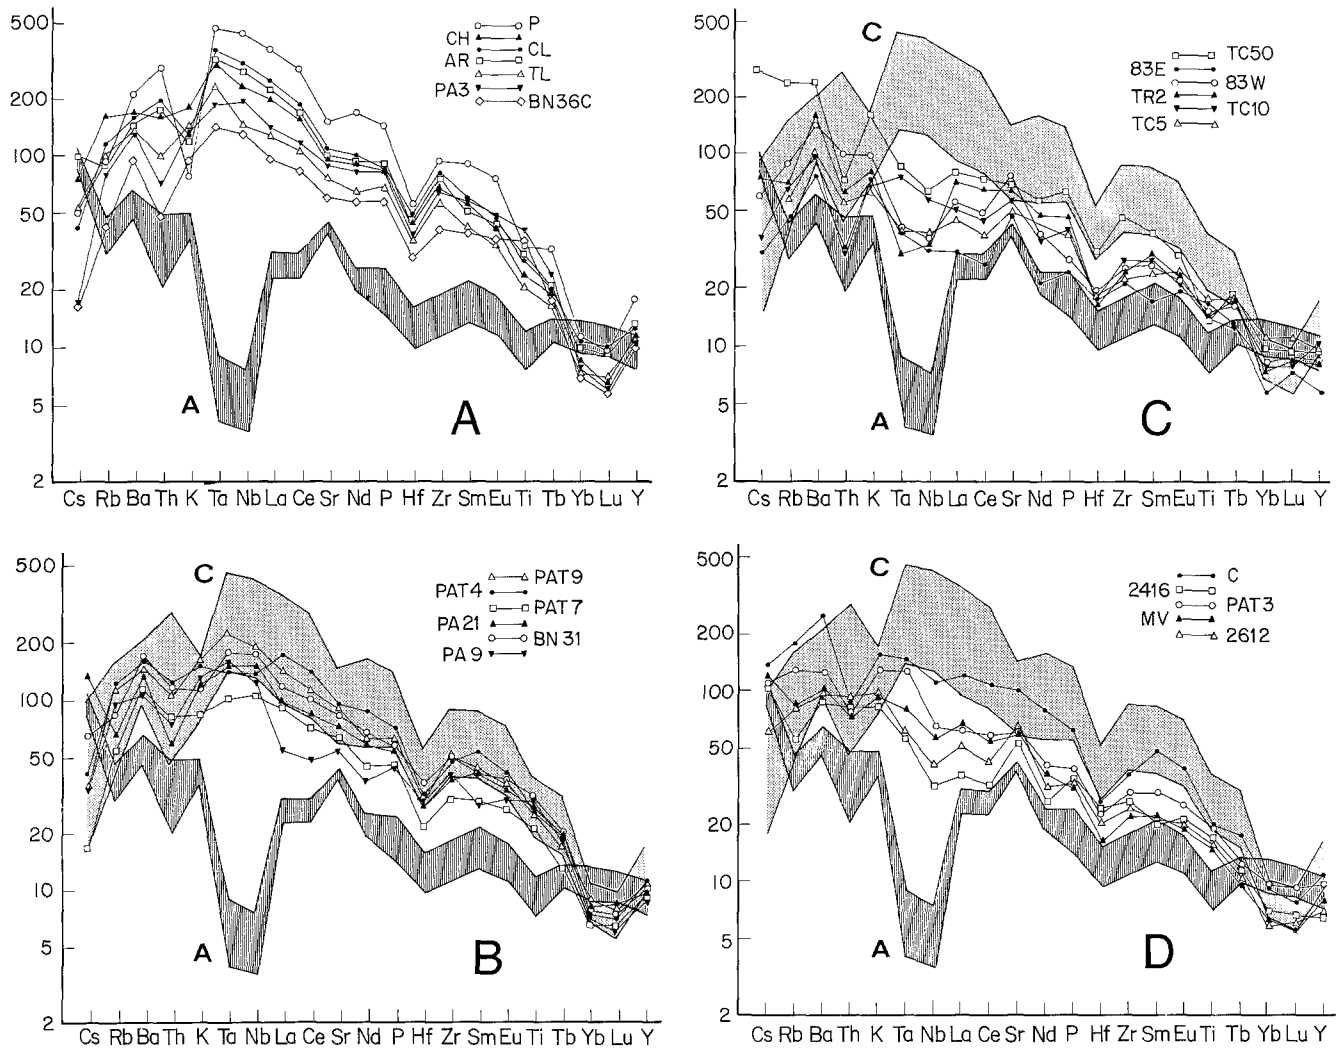 500
200
100
50
20
10
5
2
P
CH
CL
AR
TL
PA3
BN36C
A
A
Cs Rb Ba Th K Ta Nb La Ce Sr Nd P Hf Zr Sm Eu Ti Tb Yb Lu Y
500
200
100
50
20
10
5
2
C
TC50
83E
83W
TR2
TC10
TC5
A
C
Cs Rb Ba Th K Ta Nb La Ce Sr Nd P Hf Zr Sm Eu Ti Tb Yb Lu Y
500
200
100
50
20
10
5
2
C
PAT9
PAT4
PAT7
PA21
BN31
PA9
A
B
Cs Rb Ba Th K Ta Nb La Ce Sr Nd P Hf Zr Sm Eu Ti Tb Yb Lu Y
500
200
100
50
20
10
5
2
C
C
2416
PAT3
MV
2612
A
D
Cs Rb Ba Th K Ta Nb La Ce Sr Nd P Hf Zr Sm Eu Ti Tb Yb Lu Y